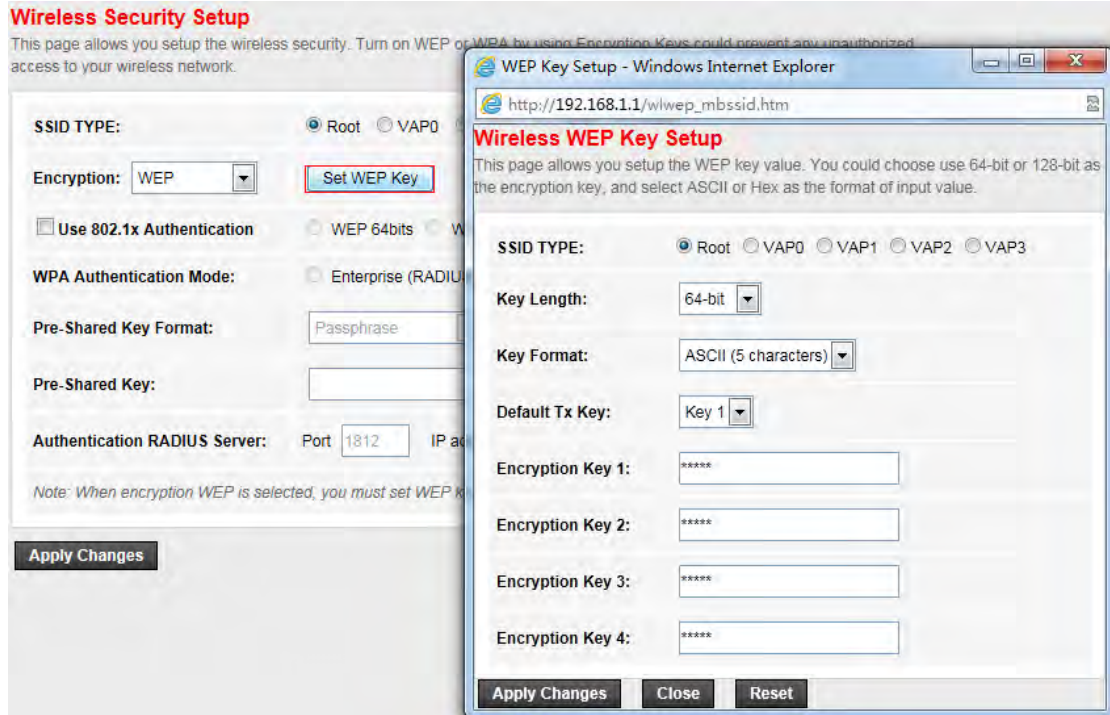 Wireless Security Setup
This page allows you setup the wireless security. Turn on WEP or WPA by using Encryption Keys could prevent any unauthorized
access to your wireless network.
SSID TYPE:
Root VAP0
Encryption: WEP Set WEP Key
Use 802.1x Authentication WEP 64bits W
WPA Authentication Mode: Enterprise (RADIU
Pre-Shared Key Format: Passphrase
Pre-Shared Key:
Authentication RADIUS Server: Port 1812 IP ad
Note: When encryption WEP is selected, you must set WEP k
Apply Changes
WEP Key Setup - Windows Internet Explorer
http://192.168.1.1/wlwep_mbssid.htm
Wireless WEP Key Setup
This page allows you setup the WEP key value. You could choose use 64-bit or 128-bit as
the encryption key, and select ASCII or Hex as the format of input value.
SSID TYPE: Root VAP0 VAP1 VAP2 VAP3
Key Length: 64-bit
Key Format: ASCII (5 characters)
Default Tx Key: Key 1
Encryption Key 1: *****
Encryption Key 2: *****
Encryption Key 3: *****
Encryption Key 4: *****
Apply Changes Close Reset